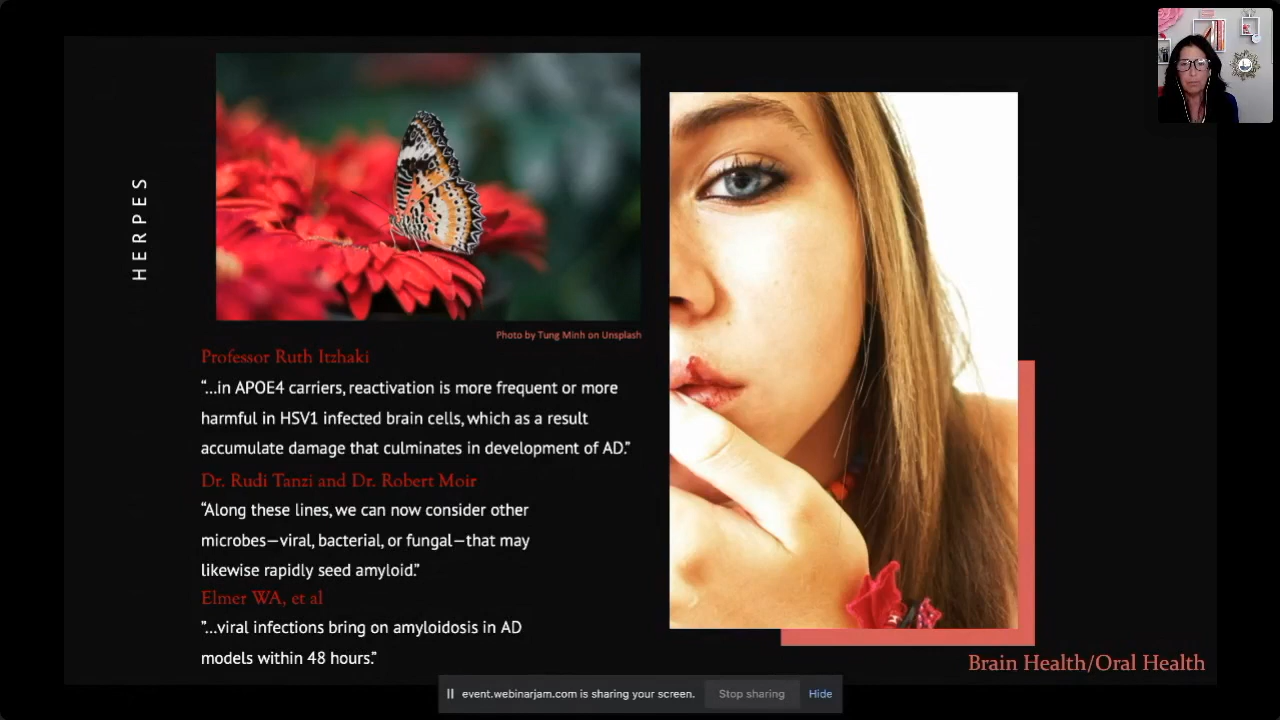 HERPES
Photo by Tung Minh on Unsplash
Professor Ruth Itzhaki
“...in APOE4 carriers, reactivation is more frequent or more
harmful in HSV1 infected brain cells, which as a result
accumulate damage that culminates in development of AD.”
Dr. Rudi Tanzi and Dr. Robert Moir
“Along these lines, we can now consider other
microbes—viral, bacterial, or fungal—that may
likewise rapidly seed amyloid.”
Elmer WA, et al
”...viral infections bring on amyloidosis in AD
models within 48 hours.”
Brain Health/Oral Health
event.webinarjam.com is sharing your screen.
Stop sharing
Hide